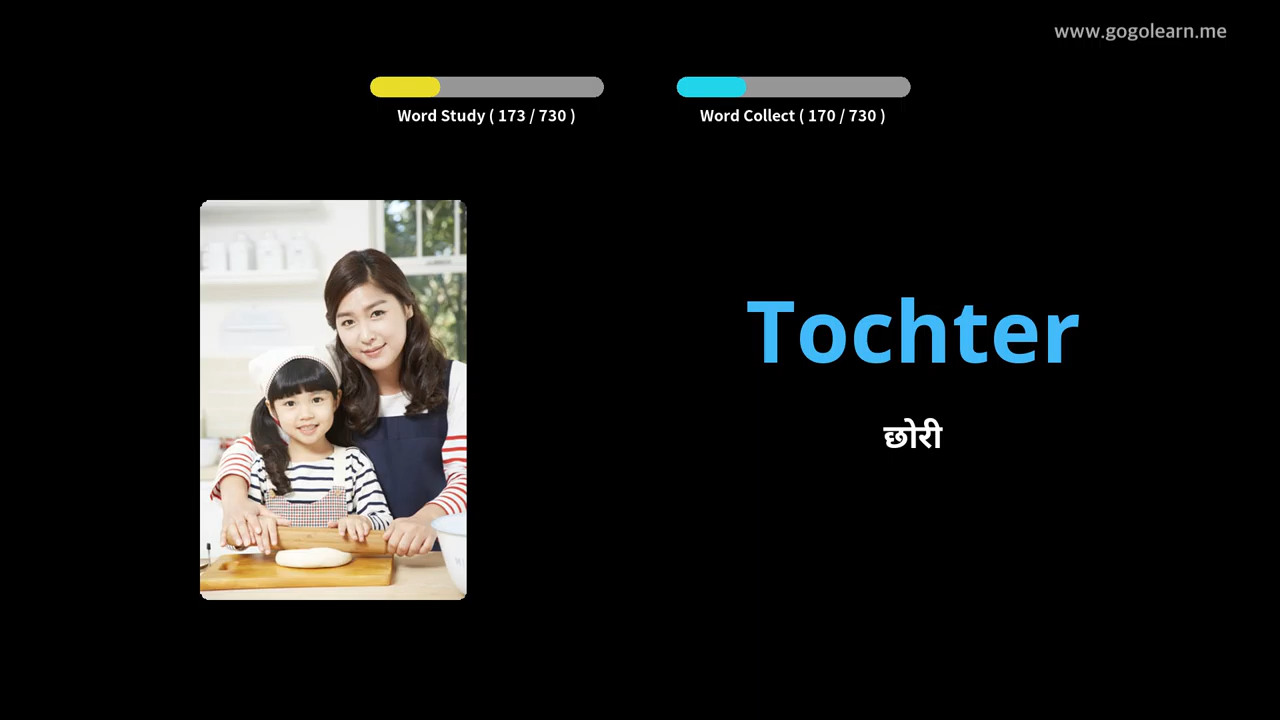 www.gogolearn.me
Word Study ( 173 / 730 )
Word Collect ( 170 / 730 )
Tochter
छोरी